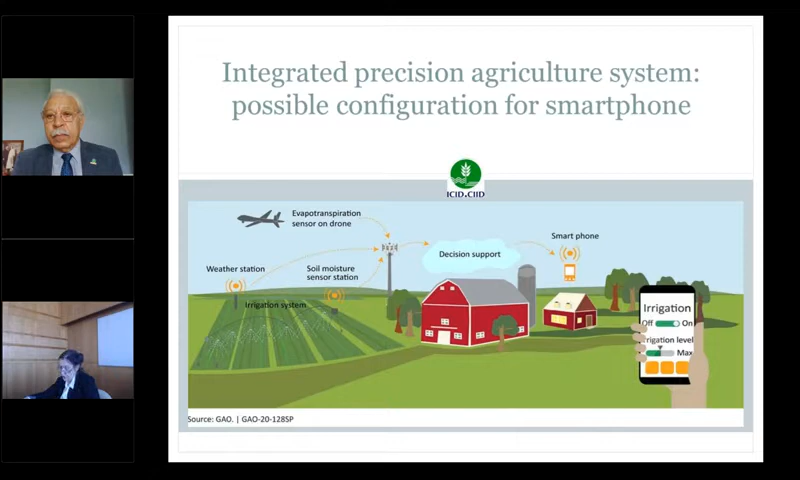 Integrated precision agriculture system:
possible configuration for smartphone
ICID•CIID
Evapotranspiration
sensor on drone
Smart phone
Decision support
Weather station
Soil moisture
sensor station
Irrigation system
Irrigation
Off
On
Irrigation level
Max
Source: GAO. | GAO-20-128SP